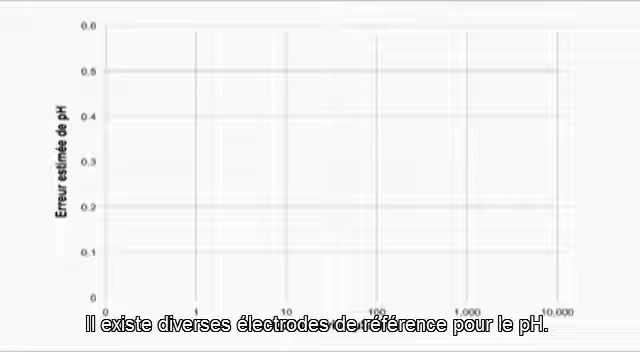 0.6
0.5
0.4
0.3
0.2
0.1
0
Erreur estimée de pH
0 1 10 100 1,000 10,000
Il existe diverses électrodes de référence pour le pH.